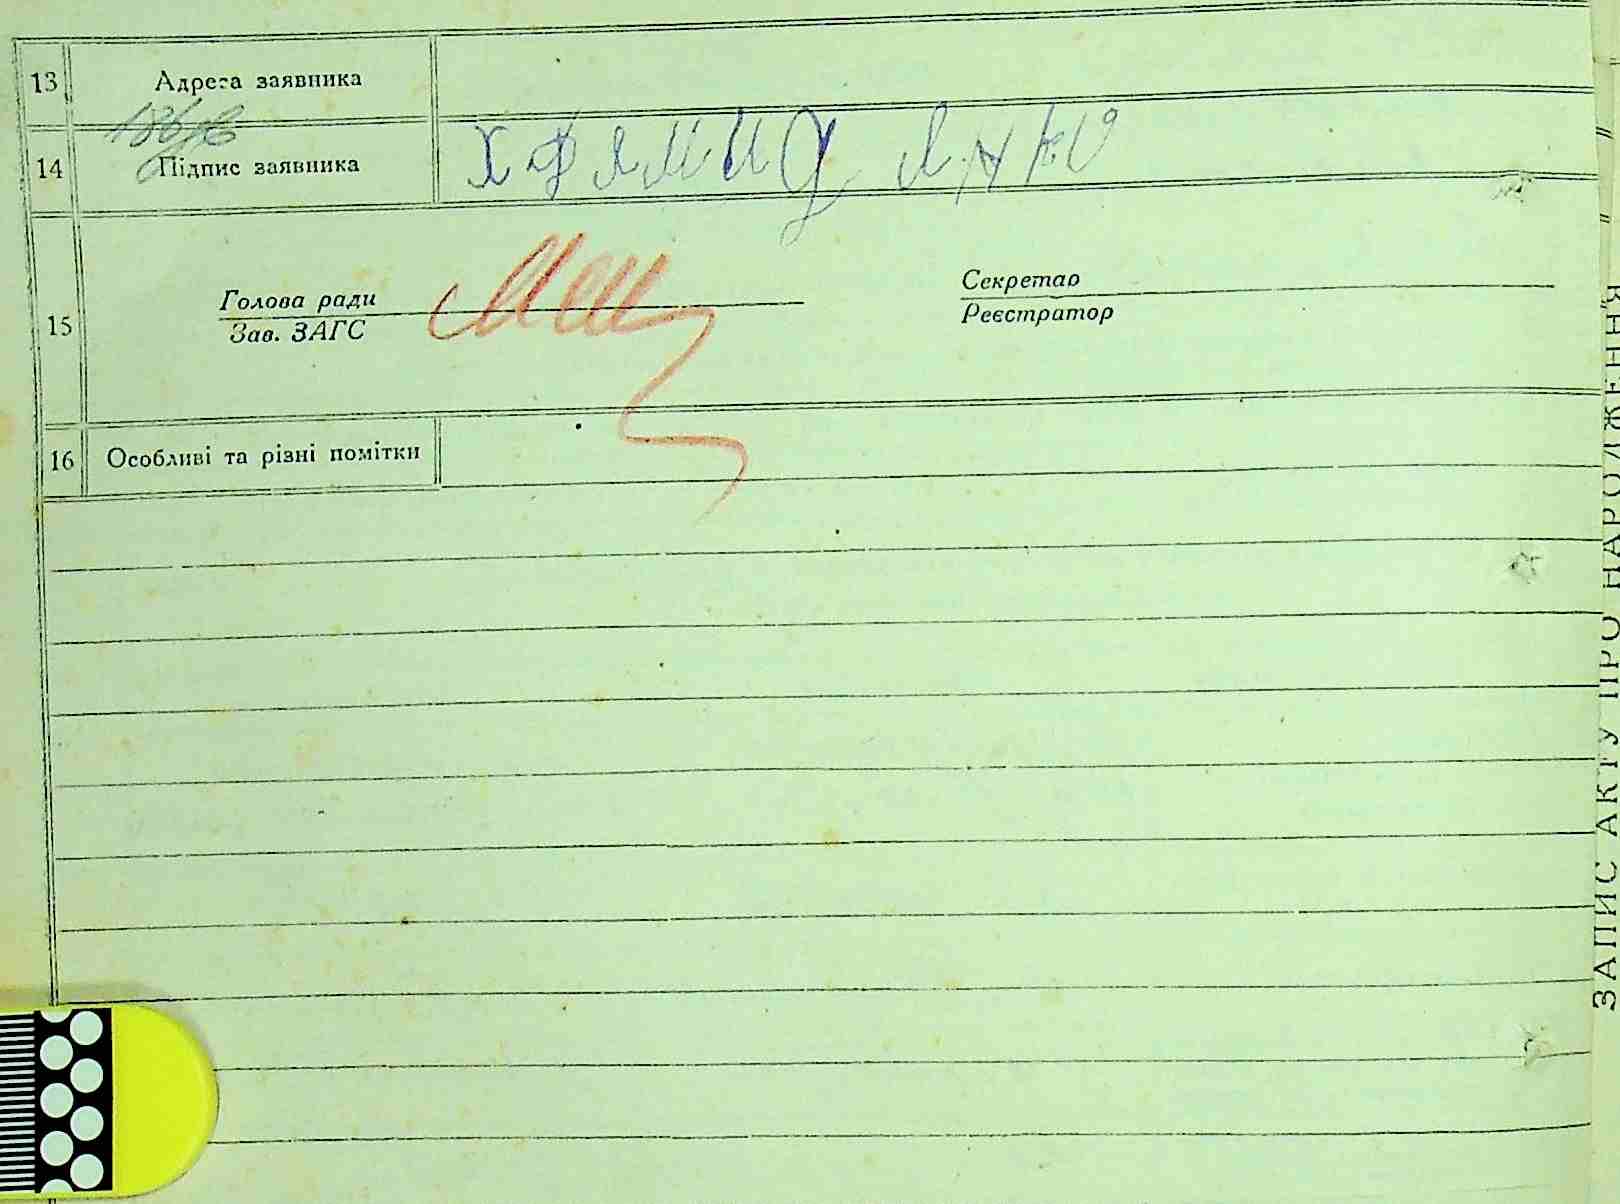 13 Адреса заявника
14 Підпис заявника
15 Голова ради
Зав. ЗАГС
Секретар
Реєстратор
16 Особливі та різні помітки
ЗАПИС АКТУ ПРО НАРОДЖЕННЯ